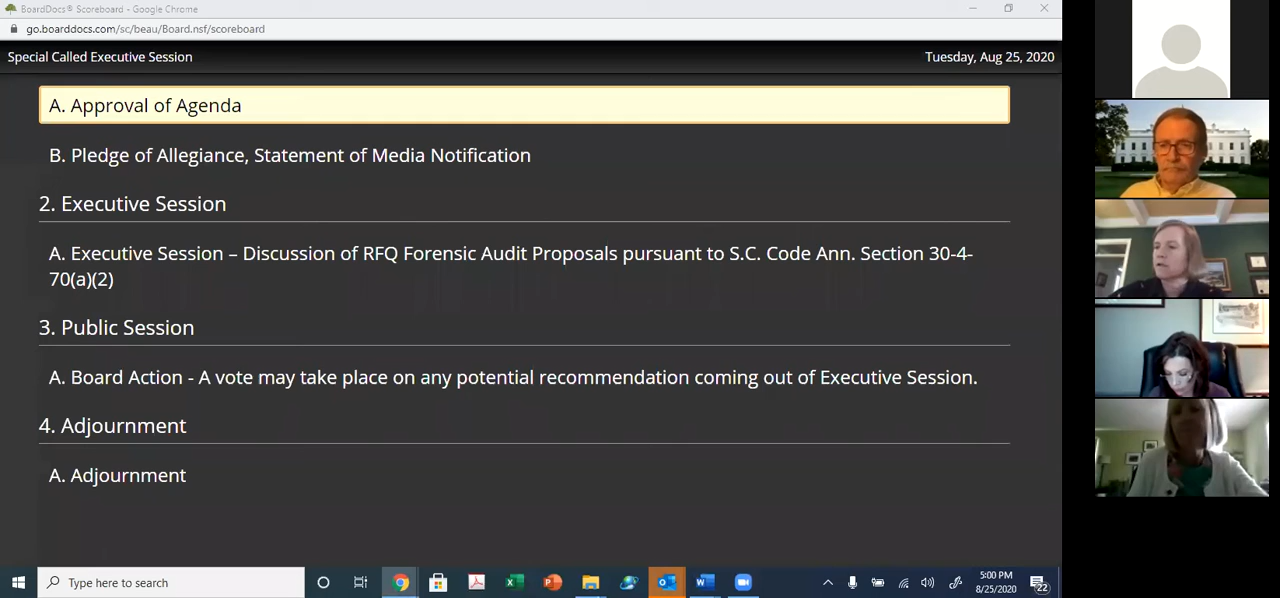 BoardDocs® Scoreboard - Google Chrome
go.boarddocs.com/sc/beau/Board.nsf/scoreboard
Special Called Executive Session
Tuesday, Aug 25, 2020
A. Approval of Agenda
B. Pledge of Allegiance, Statement of Media Notification
2. Executive Session
A. Executive Session – Discussion of RFQ Forensic Audit Proposals pursuant to S.C. Code Ann. Section 30-4-
70(a)(2)
3. Public Session
A. Board Action - A vote may take place on any potential recommendation coming out of Executive Session.
4. Adjournment
A. Adjournment
Type here to search
5:00 PM
8/25/2020
22